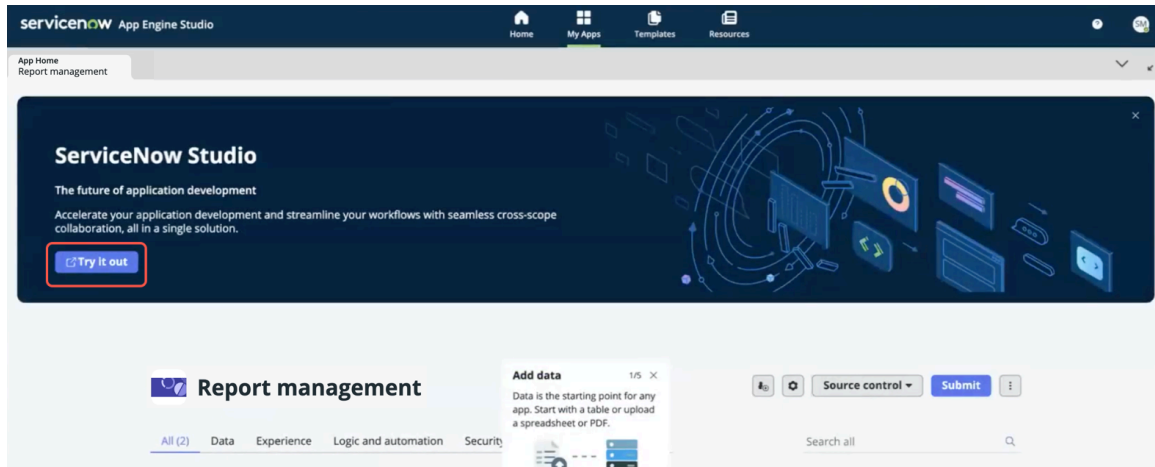 servicenow App Engine Studio
Home
My Apps
Templates
Resources
?
SM
App Home
Report management
ServiceNow Studio
The future of application development
Accelerate your application development and streamline your workflows with seamless cross-scope
collaboration, all in a single solution.
Try it out
Report management
Source control
Submit
All (2)
Data
Experience
Logic and automation
Security
Search all
Add data
1/5
Data is the starting point for any
app. Start with a table or upload
a spreadsheet or PDF.